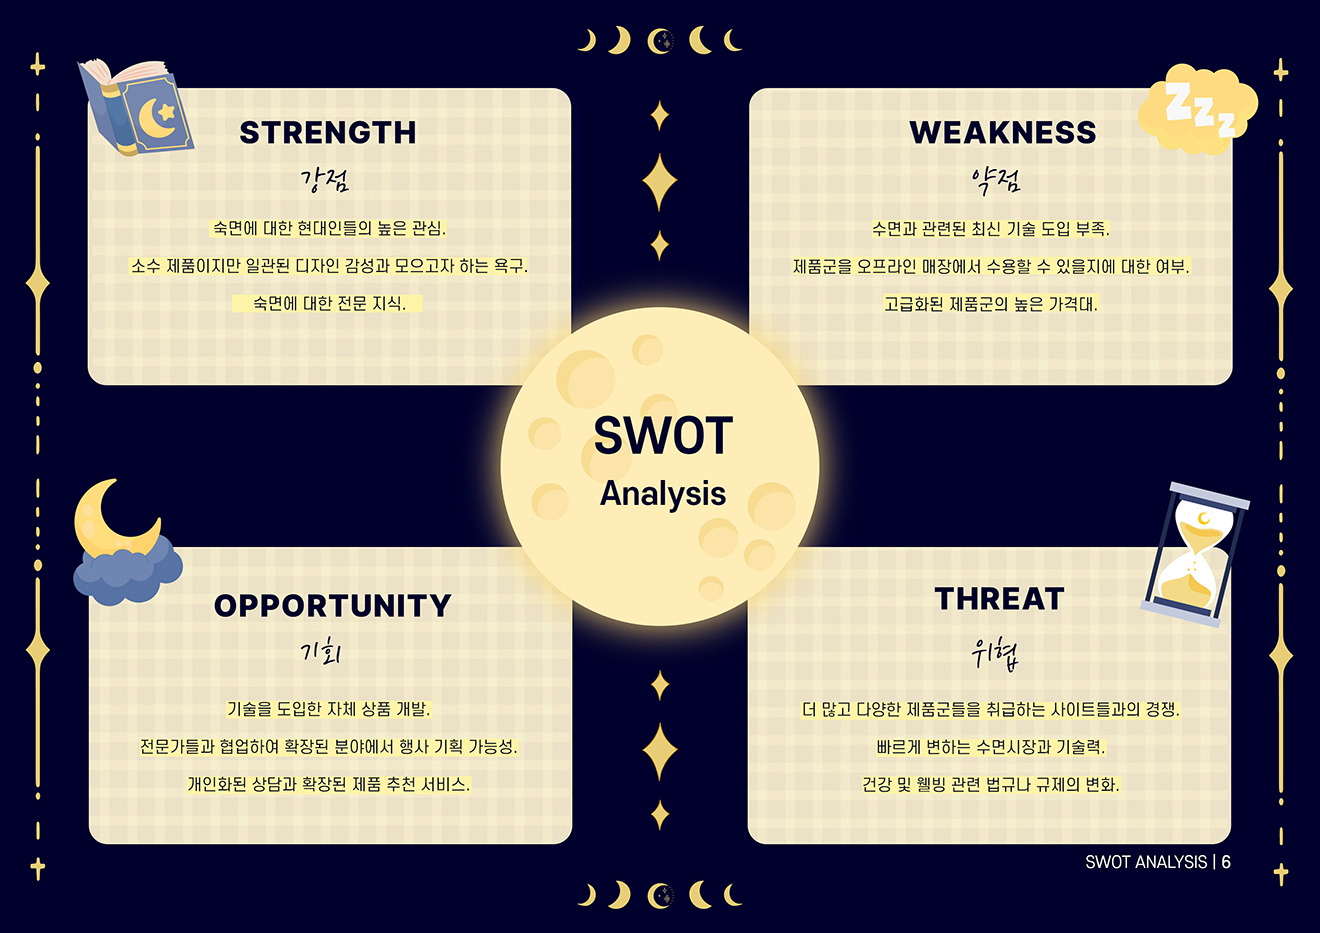 STRENGTH
강점
숙면에 대한 현대인들의 높은 관심.
소수 제품이지만 일관된 디자인 감성과 모으고자 하는 욕구.
숙면에 대한 전문 지식.
WEAKNESS
약점
수면과 관련된 최신 기술 도입 부족.
제품군을 오프라인 매장에서 수용할 수 있을지에 대한 여부.
고급화된 제품군의 높은 가격대.
Z Z Z
SWOT
Analysis
OPPORTUNITY
기회
기술을 도입한 자체 상품 개발.
전문가들과 협업하여 확장된 분야에서 행사 기획 가능성.
개인화된 상담과 확장된 제품 추천 서비스.
THREAT
위협
더 많고 다양한 제품군들을 취급하는 사이트들과의 경쟁.
빠르게 변하는 수면시장과 기술력.
건강 및 웰빙 관련 법규나 규제의 변화.
SWOT ANALYSIS | 6